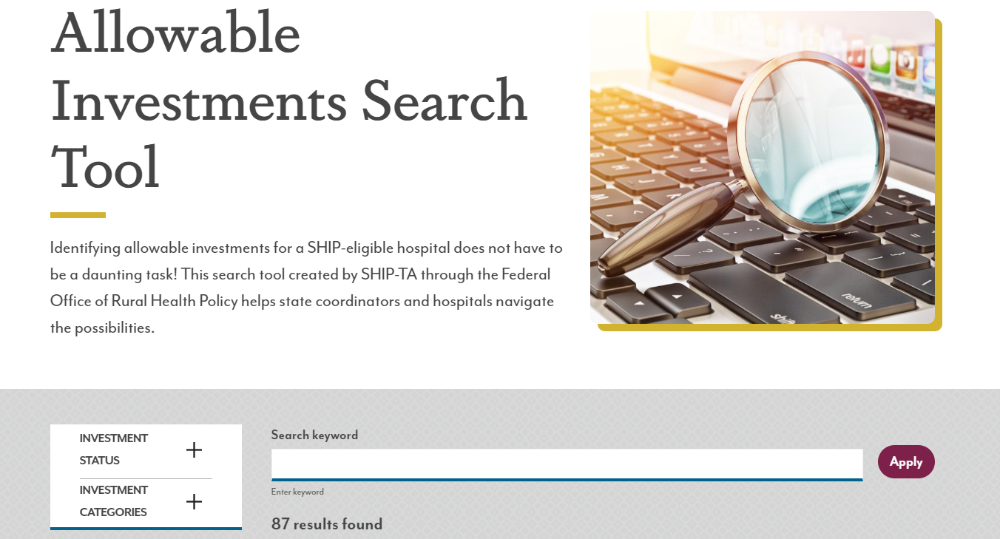 Allowable
Investments Search
Tool
Identifying allowable investments for a SHIP-eligible hospital does not have to
be a daunting task! This search tool created by SHIP-TA through the Federal
Office of Rural Health Policy helps state coordinators and hospitals navigate
the possibilities.
return
shift
INVESTMENT
STATUS
INVESTMENT
CATEGORIES
Search keyword
Apply
Enter keyword
87 results found